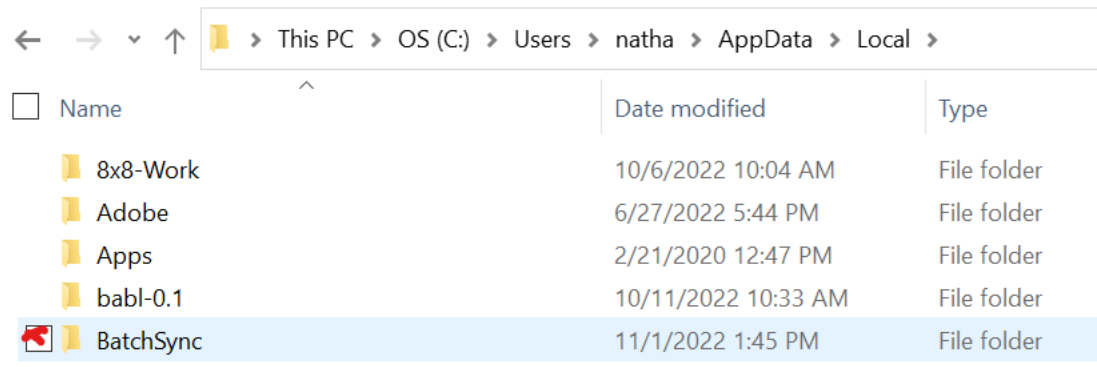 This PC > OS (C:) > Users > natha > AppData > Local >
Name Date modified Type
8x8-Work 10/6/2022 10:04 AM File folder
Adobe 6/27/2022 5:44 PM File folder
Apps 2/21/2020 12:47 PM File folder
babl-0.1 10/11/2022 10:33 AM File folder
BatchSync 11/1/2022 1:45 PM File folder